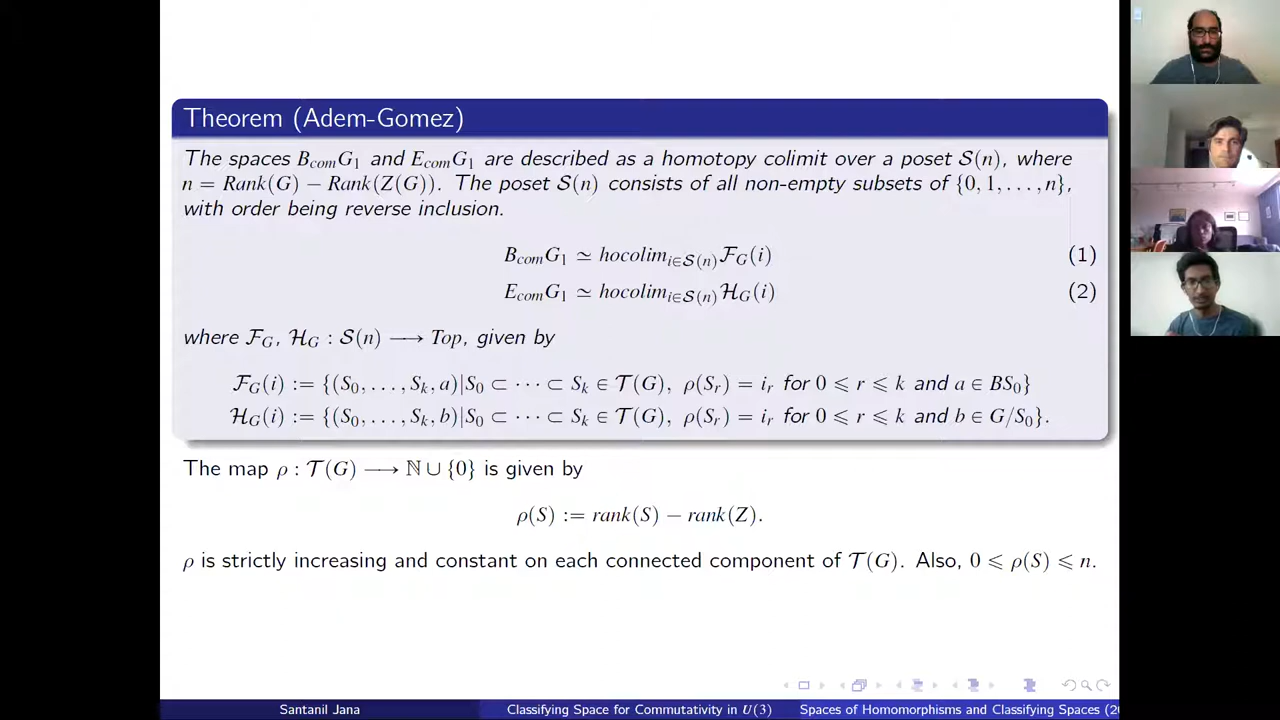 Theorem (Adem-Gomez)
The spaces B_{com}G_1 and E_{com}G_1 are described as a homotopy colimit over a poset 𝒮(n), where
n = Rank(G) − Rank(Z(G)). The poset 𝒮(n) consists of all non-empty subsets of {0, 1, . . . , n},
with order being reverse inclusion.
B_{com}G_1 ≃ hocolim_{i∈𝒮(n)} ℱ_G(i) (1)
E_{com}G_1 ≃ hocolim_{i∈𝒮(n)} ℋ_G(i) (2)
where ℱ_G, ℋ_G : 𝒮(n) ⟶ Top, given by
ℱ_G(i) := {(S_0, . . . , S_k, a)|S_0 ⊂ · · · ⊂ S_k ∈ 𝒯(G), ρ(S_r) = i_r for 0 ⩽ r ⩽ k and a ∈ BS_0}
ℋ_G(i) := {(S_0, . . . , S_k, b)|S_0 ⊂ · · · ⊂ S_k ∈ 𝒯(G), ρ(S_r) = i_r for 0 ⩽ r ⩽ k and b ∈ G/S_0}.
The map ρ : 𝒯(G) ⟶ ℕ ∪ {0} is given by
ρ(S) := rank(S) − rank(Z).
ρ is strictly increasing and constant on each connected component of 𝒯(G). Also, 0 ⩽ ρ(S) ⩽ n.
Santanil Jana Classifying Space for Commutativity in U(3) Spaces of Homomorphisms and Classifying Spaces (20